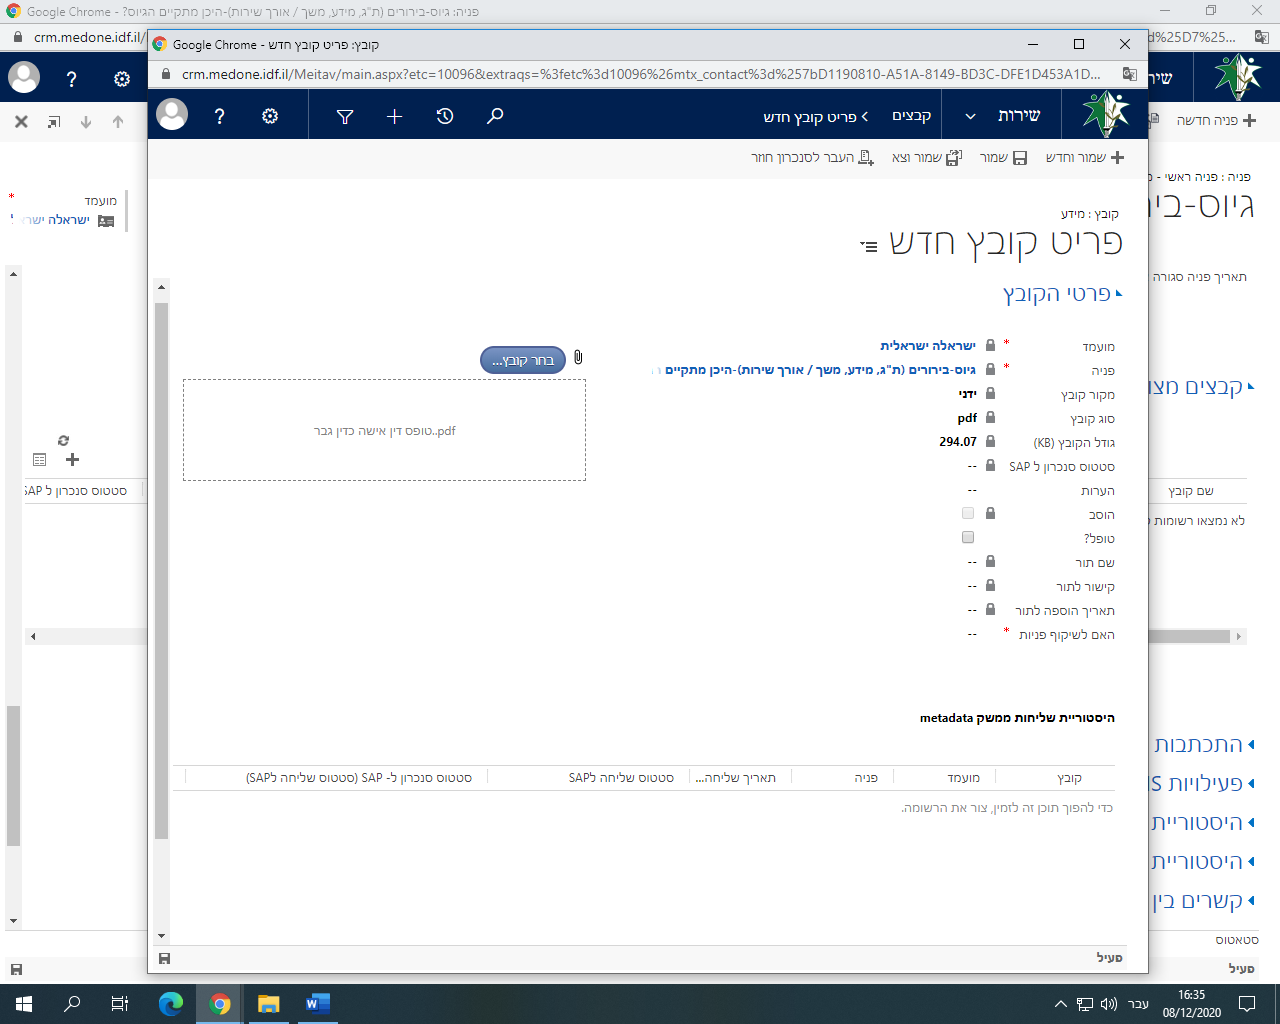 פניה: גיוס-בירורים (ת"ג, מידע, משך / אורך שירות)-היכן מתקיים הגיוס? - Google Chrome
crm.medone.idf.il/
d%25D7%25...
קובץ: פריט קובץ חדש - Google Chrome
crm.medone.idf.il/Meitav/main.aspx?etc=10096&extraqs=%3fetc%3d10096%26mtx_contact%3d%257bD1190810-A51A-8149-BD3C-DFE1D453A1D...
שירות
קבצים
פריט קובץ חדש
שמור וחדש
שמור
שמור וצא
העבר לסנכרון חוזר
פניה חדשה
קובץ : מידע
פריט קובץ חדש
פרטי הקובץ
מועמד * ישראלה ישראלית
פניה * גיוס-בירורים (ת"ג, מידע, משך / אורך שירות)-היכן מתקיים
מקור קובץ ידני
סוג קובץ pdf
גודל הקובץ (KB) 294.07
סטטוס סנכרון ל SAP --
הערות --
הוסב
טופל?
שם תור --
קישור לתור --
תאריך הוספה לתור --
האם לשיקוף פניות * --
בחר קובץ...
טופס דין אישה כדין גבר..pdf
היסטוריית שליחות ממשק metadata
קובץ
מועמד
פניה
תאריך שליחה...
סטטוס שליחה לSAP
סטטוס סנכרון ל- SAP (סטטוס שליחה לSAP)
כדי להפוך תוכן זה לזמין, צור את הרשומה.
פעיל
פניה : פניה ראשי -
גיוס-ביר
תאריך פניה סגורה
קבצים מצו
שם קובץ
לא נמצאו רשומות
התכתבות
פעילויות
היסטוריית
היסטוריית
קשרים בין
סטאטוס
פעיל
מועמד *
ישראלה ישר
סטטוס סנכרון ל SAP
עבר
16:35
08/12/2020